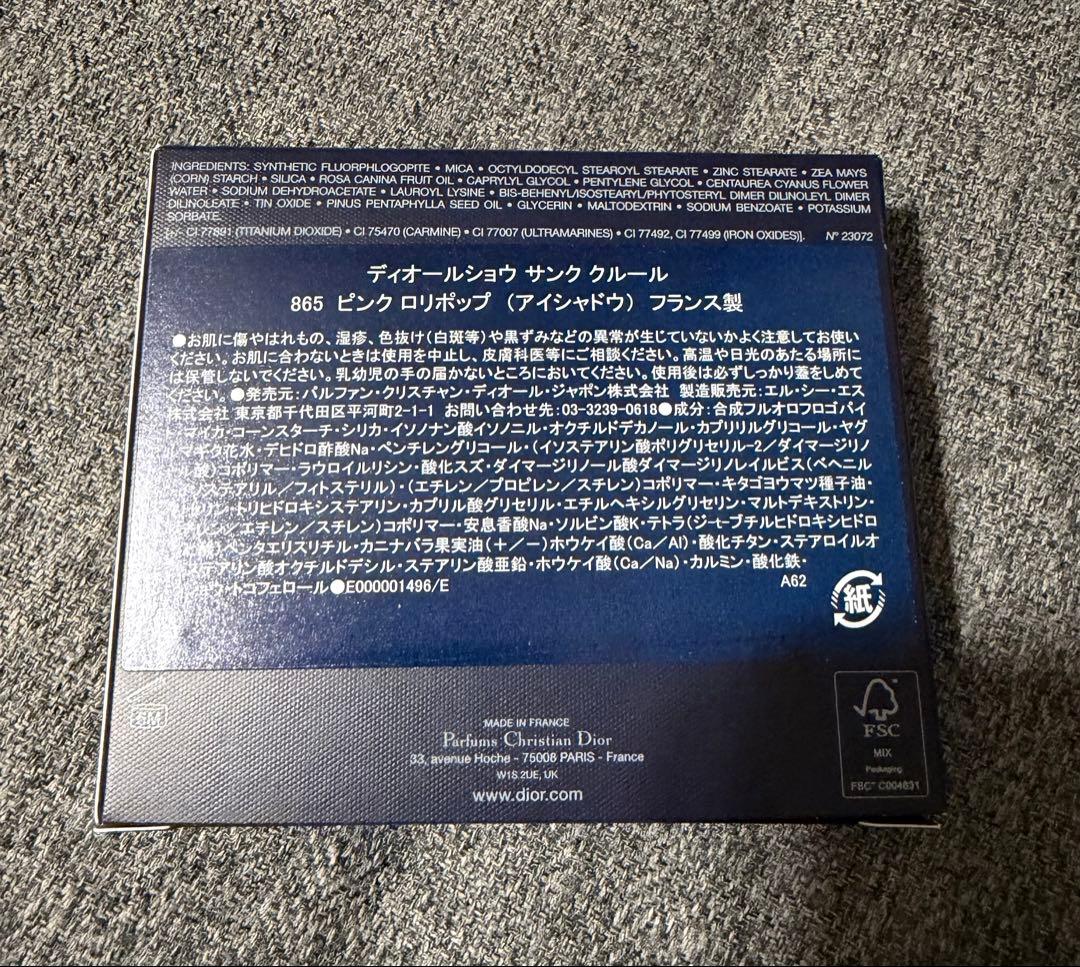 INGREDIENTS: SYNTHETIC FLUORPHLOGOPITE • MICA • OCTYLDODECYL STEAROYL STEARATE • ZINC STEARATE • ZEA MAYS
(CORN) STARCH • SILICA • ROSA CANINA FRUIT OIL • CAPRYLYL GLYCOL • PENTYLENE GLYCOL • CENTAUREA CYANUS FLOWER
WATER • SODIUM DEHYDROACETATE • LAUROYL LYSINE • BIS-BEHENYL/ISOSTEARYL/PHYTOSTERYL DIMER DILINOLEYL DIMER
DILINOLEATE • TIN OXIDE • PINUS PENTAPHYLLA SEED OIL • GLYCERIN • MALTODEXTRIN • SODIUM BENZOATE • POTASSIUM
SORBATE.
CI 77891 (TITANIUM DIOXIDE) • CI 75470 (CARMINE) • CI 77007 (ULTRAMARINES) • CI 77492, CI 77499 (IRON OXIDES)]. N° 23072
ディオールショウ サンク クルール
865 ピンク ロリポップ (アイシャドウ) フランス製
●お肌に傷やはれもの、湿疹、色抜け(白斑等)や黒ずみなどの異常が生じていないかよく注意してお使い
ください。お肌に合わないときは使用を中止し、皮膚科医等にご相談ください。高温や日光のあたる場所に
は保管しないでください。乳幼児の手の届かないところにおいてください。使用後は必ずしっかり蓋をしめて
ください。●発売元:パルファン・クリスチャン・ディオール・ジャポン株式会社 製造販売元:エル・シー・エス
株式会社 東京都千代田区平河町2-1-1 お問い合わせ先:03-3239-0618●成分:合成フルオロフロゴパイ
マイカ・コーンスターチ・シリカ・イソノナン酸イソノニル・オクチルドデカノール・カプリリルグリコール・ヤグ
ルマギク花水・デヒドロ酢酸Na・ペンチレングリコール・(イソステアリン酸ポリグリセリル-2/ダイマージリノ
酸)コポリマー・ラウロイルリシン・酸化スズ・ダイマージリノール酸ダイマージリノレイルビス(ベヘニル
イソステアリル/フィトステリル)・(エチレン/プロピレン/スチレン)コポリマー・キタゴヨウマツ種子油・
トリヒドロキシステアリン・カプリル酸グリセリル・エチルヘキシルグリセリン・マルトデキストリン・
エチレン/スチレン)コポリマー・安息香酸Na・ソルビン酸K・テトラ(ジ-t-ブチルヒドロキシヒドロ
ペンタエリスリチル・カニナバラ果実油(+/-)ホウケイ酸(Ca/Al)・酸化チタン・ステアロイルオ
ステアリン酸オクチルドデシル・ステアリン酸亜鉛・ホウケイ酸(Ca/Na)・カルミン・酸化鉄・
トコフェロール●E000001496/E A62
紙
6M
MADE IN FRANCE
Parfums Christian Dior
33, avenue Hoche - 75008 PARIS - France
W1S 2UE, UK
www.dior.com
FSC
MIX
Packaging
FSC™ C004631